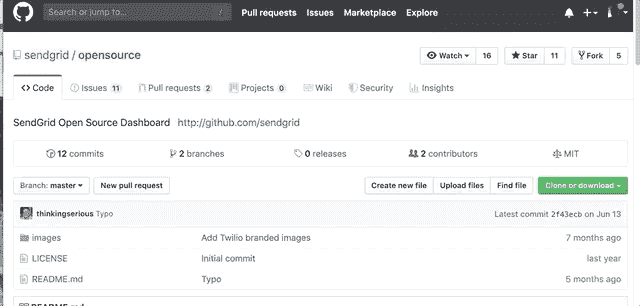 Search or jump to... / Pull requests Issues Marketplace Explore
sendgrid / opensource Watch 16 Star 11 Fork 5
Code Issues 11 Pull requests 2 Projects 0 Wiki Security Insights
SendGrid Open Source Dashboard http://github.com/sendgrid
12 commits 2 branches 0 releases 2 contributors MIT
Branch: master New pull request Create new file Upload files Find file Clone or download
thinkingserious Typo Latest commit 2f43ecb on Jun 13
images Add Twilio branded images 7 months ago
LICENSE Initial commit last year
README.md Typo 5 months ago
README.md